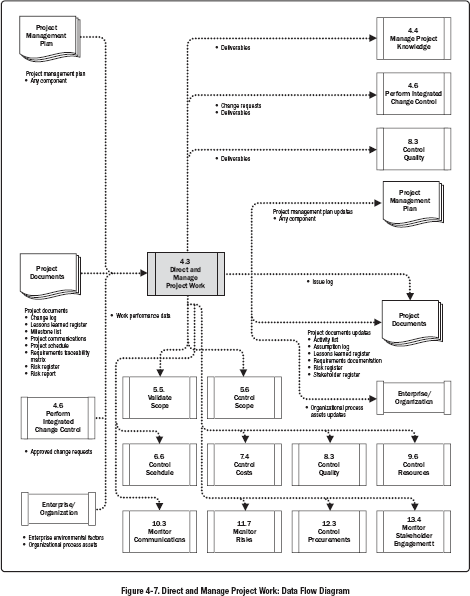 Project
Management
Plan
Project management plan
• Any component
Project
Documents
Project documents
• Change log
• Lessons learned register
• Milestone list
• Project communications
• Project schedule
• Requirements traceability
matrix
• Risk register
• Risk report
4.6
Perform
Integrated
Change Control
• Approved change requests
Enterprise/
Organization
• Enterprise environmental factors
• Organizational process assets
4.3
Direct and
Manage
Project Work
• Deliverables
4.4
Manage Project
Knowledge
• Change requests
• Deliverables
4.6
Perform Integrated
Change Control
• Deliverables
8.3
Control
Quality
Project management plan updates
• Any component
Project
Management
Plan
• Issue log
Project
Documents
Project documents updates
• Activity list
• Assumption log
• Lessons learned register
• Requirements documentation
• Risk register
• Stakeholder register
Enterprise/
Organization
• Organizational process
assets updates
• Work performance data
5.5.
Validate
Scope
5.6
Control
Scope
6.6
Control
Scehdule
7.4
Control
Costs
8.3
Control
Quality
9.6
Control
Resources
10.3
Monitor
Communications
11.7
Monitor
Risks
12.3
Control
Procurements
13.4
Monitor
Stakeholder
Engagementt
Figure 4-7. Direct and Manage Project Work: Data Flow Diagram